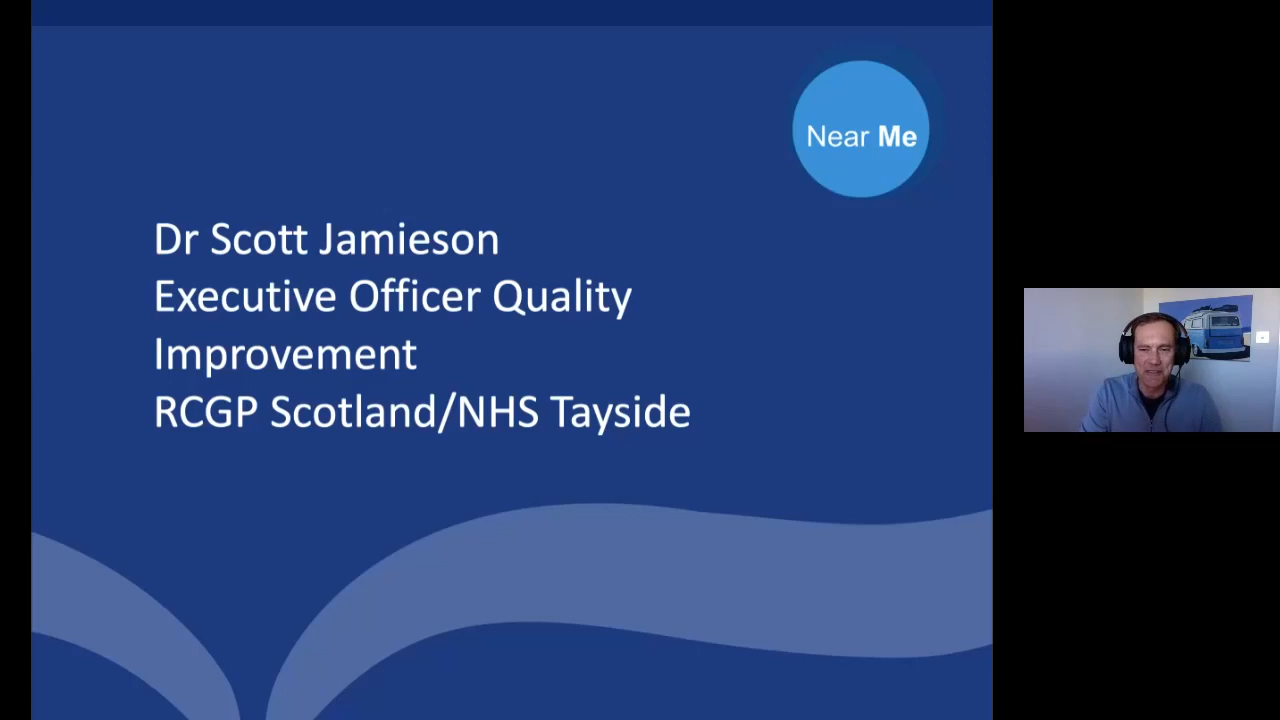 Near Me
Dr Scott Jamieson
Executive Officer Quality
Improvement
RCGP Scotland/NHS Tayside